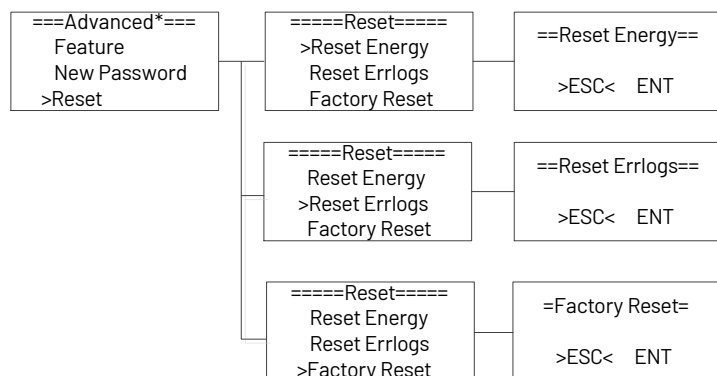 ===Advanced*===
Feature
New Password
>Reset
=====Reset=====
>Reset Energy
Reset Errlogs
Factory Reset
==Reset Energy==
>ESC< ENT
=====Reset=====
Reset Energy
>Reset Errlogs
Factory Reset
==Reset Errlogs==
>ESC< ENT
=====Reset=====
Reset Energy
Reset Errlogs
>Factory Reset
=Factory Reset=
>ESC< ENT